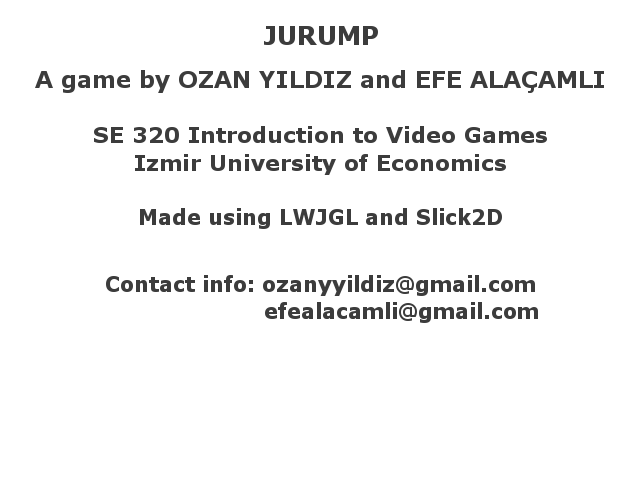 JURUMP
A game by OZAN YILDIZ and EFE ALAÇAMLI
SE 320 Introduction to Video Games
Izmir University of Economics
Made using LWJGL and Slick2D
Contact info: ozanyyildiz@gmail.com
efealacamli@gmail.com